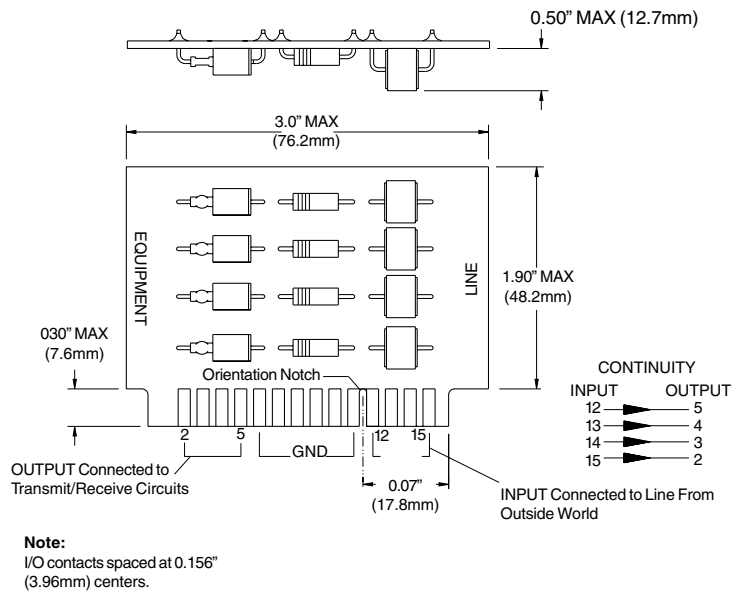 0.50” MAX (12.7mm)
3.0” MAX
(76.2mm)
EQUIPMENT
LINE
1.90” MAX
(48.2mm)
030” MAX
(7.6mm)
Orientation Notch
2
5
GND
12
15
OUTPUT Connected to
Transmit/Receive Circuits
0.07”
(17.8mm)
INPUT Connected to Line From
Outside World
CONTINUITY
INPUT OUTPUT
12 5
13 4
14 3
15 2
Note:
I/O contacts spaced at 0.156”
(3.96mm) centers.